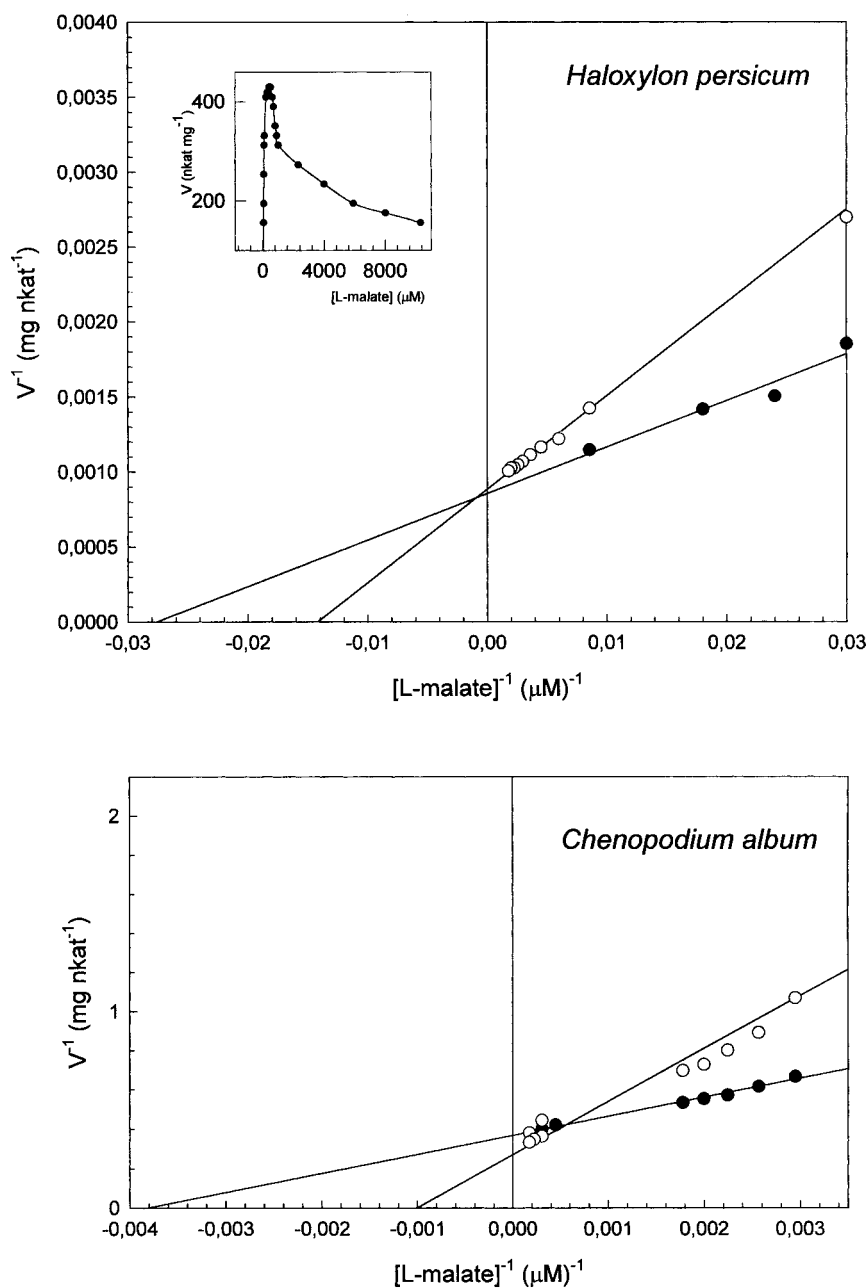 Haloxylon persicum
V⁻¹ (mg nkat⁻¹)
0,0040
0,0035
0,0030
0,0025
0,0020
0,0015
0,0010
0,0005
0,0000
-0,03 -0,02 -0,01 0,00 0,01 0,02 0,03
[L-malate]⁻¹ (μM)⁻¹
V (nkat mg⁻¹)
400
200
0 4000 8000
[L-malate] (μM)
Chenopodium album
V⁻¹ (mg nkat⁻¹)
2
1
0
-0,004 -0,003 -0,002 -0,001 0,000 0,001 0,002 0,003
[L-malate]⁻¹ (μM)⁻¹